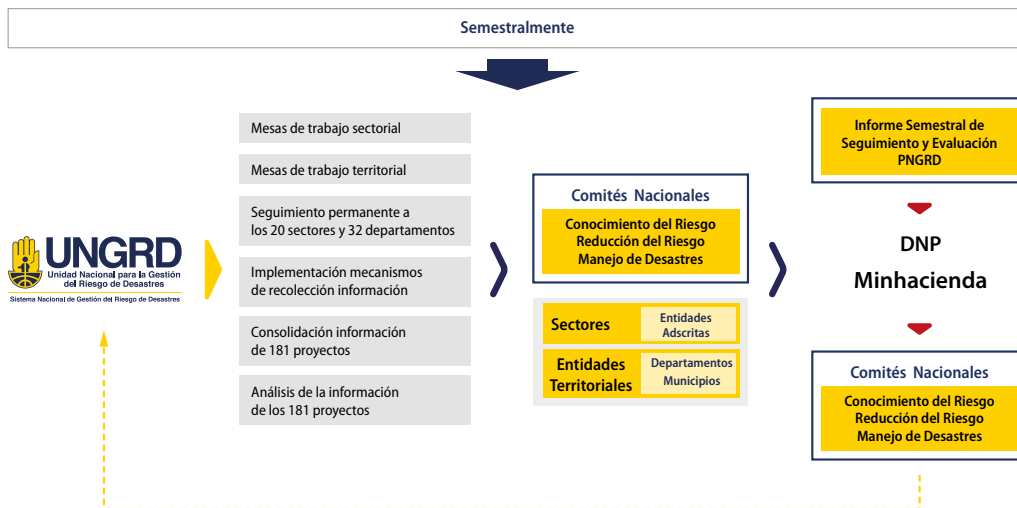 Semestralmente
UNGRD
Unidad Nacional para la Gestión
del Riesgo de Desastres
Sistema Nacional de Gestión del Riesgo de Desastres
Mesas de trabajo sectorial
Mesas de trabajo territorial
Seguimiento permanente a
los 20 sectores y 32 departamentos
Implementación mecanismos
de recolección información
Consolidación información
de 181 proyectos
Análisis de la información
de los 181 proyectos
Comités Nacionales
Conocimiento del Riesgo
Reducción del Riesgo
Manejo de Desastres
Sectores
Entidades
Adscritas
Entidades
Territoriales
Departamentos
Municipios
Informe Semestral de
Seguimiento y Evaluación
PNGRD
DNP
Minhacienda
Comités Nacionales
Conocimiento del Riesgo
Reducción del Riesgo
Manejo de Desastres